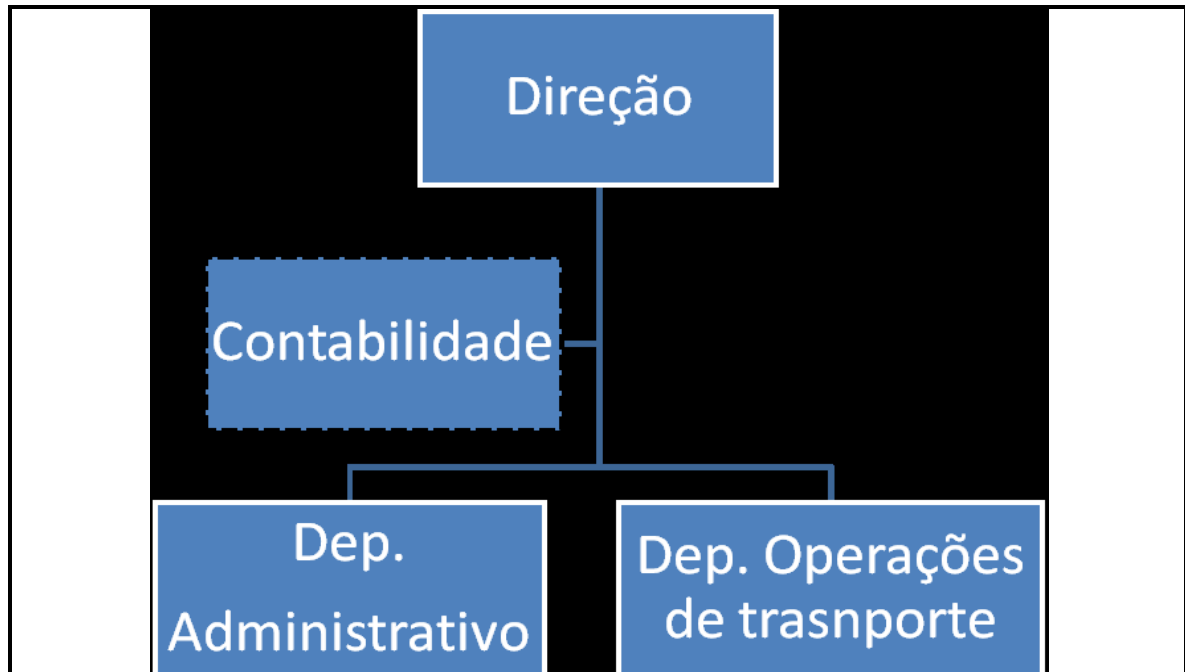 Direção
Contabilidade
Dep.
Administrativo
Dep. Operações
de trasnporte